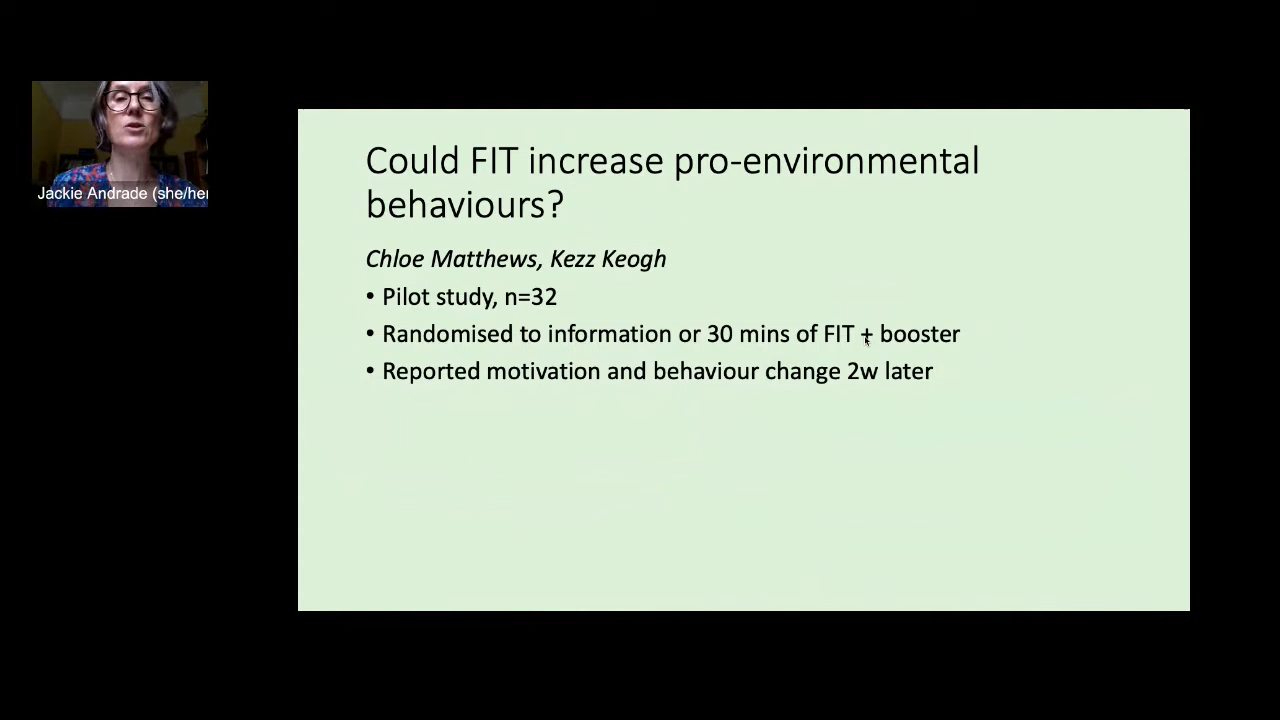 Jackie Andrade (she/her
Could FIT increase pro-environmental
behaviours?
Chloe Matthews, Kezz Keogh
• Pilot study, n=32
• Randomised to information or 30 mins of FIT + booster
• Reported motivation and behaviour change 2w later